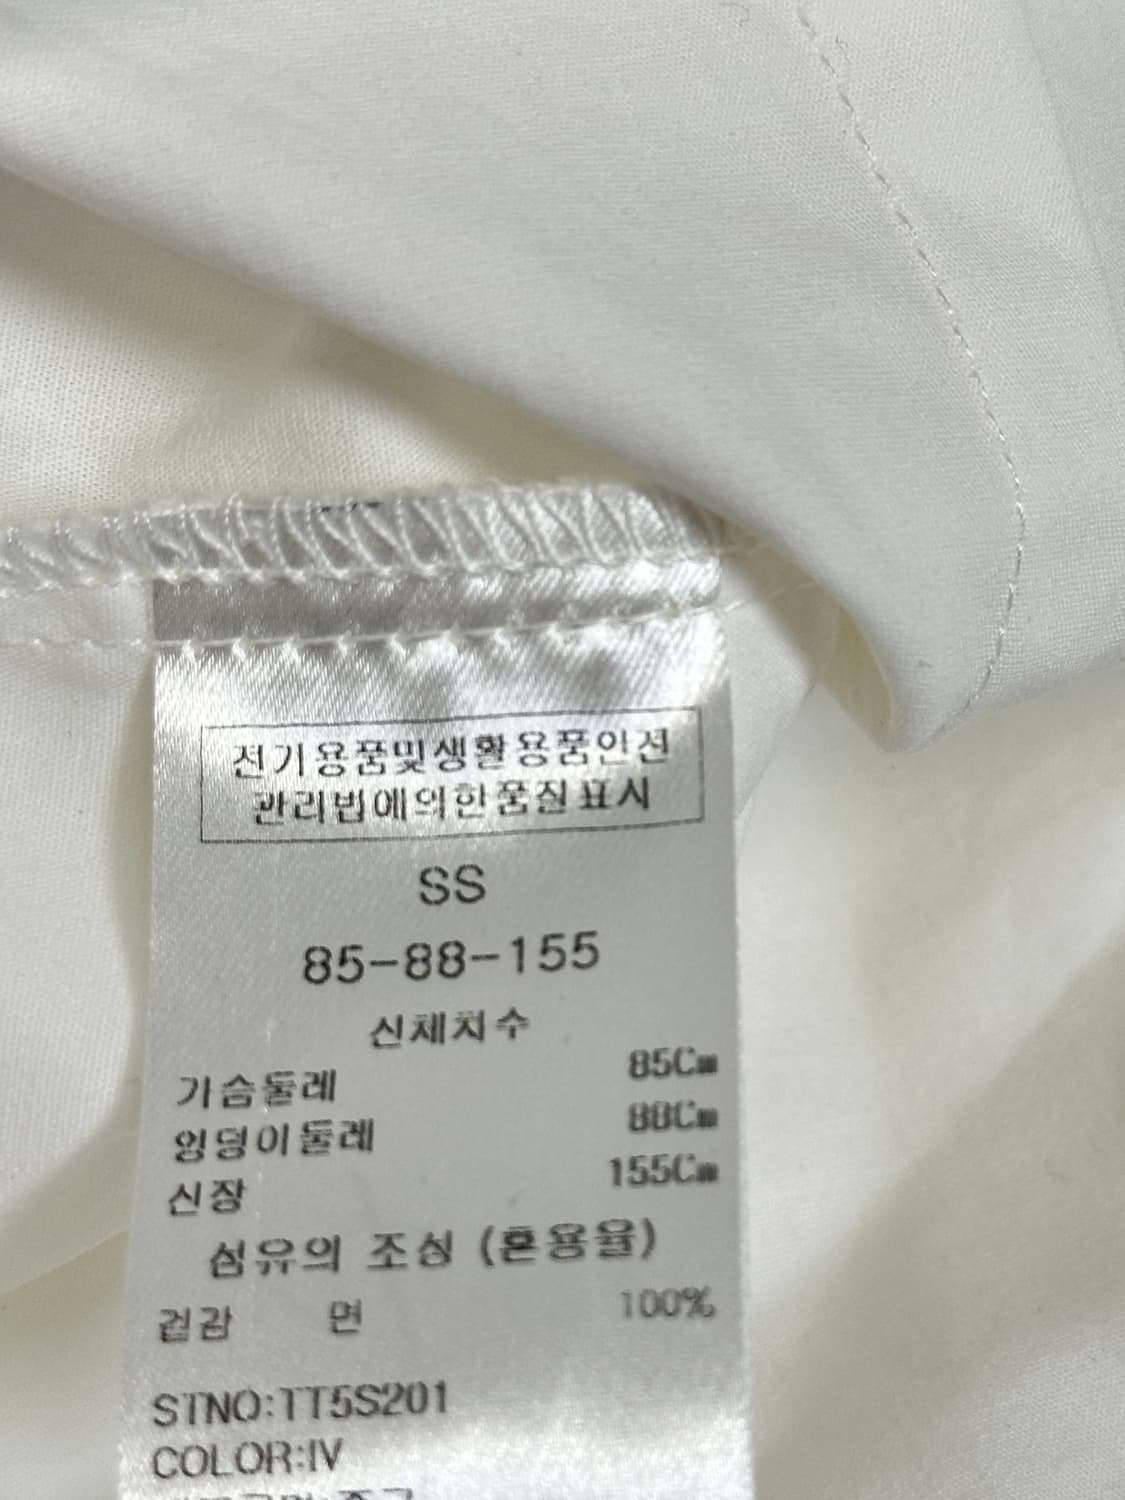 전기용품및생활용품안전
관리법에의한품질표시
SS
85-88-155
신체치수
가슴둘레 85Cm
엉덩이둘레 88Cm
신장 155Cm
섬유의 조성 (혼용율)
겉감 면 100%
STNO:TT5S201
COLOR:IV